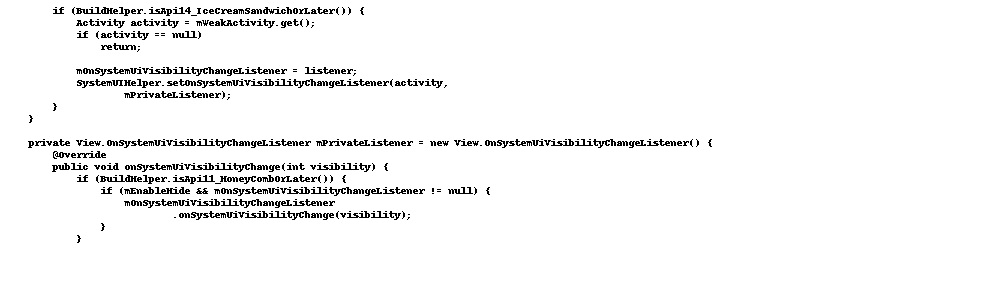 if (BuildHelper.isApi14_IceCreamSandwichOrLater()) {
Activity activity = mWeakActivity.get();
if (activity == null)
return;
mOnSystemUiVisibilityChangeListener = listener;
SystemUIHelper.setOnSystemUiVisibilityChangeListener(activity,
mPrivateListener);
}
}
private View.OnSystemUiVisibilityChangeListener mPrivateListener = new View.OnSystemUiVisibilityChangeListener() {
@Override
public void onSystemUiVisibilityChange(int visibility) {
if (BuildHelper.isApi11_HoneyCombOrLater()) {
if (mEnableHide && mOnSystemUiVisibilityChangeListener != null) {
mOnSystemUiVisibilityChangeListener
.onSystemUiVisibilityChange(visibility);
}
}